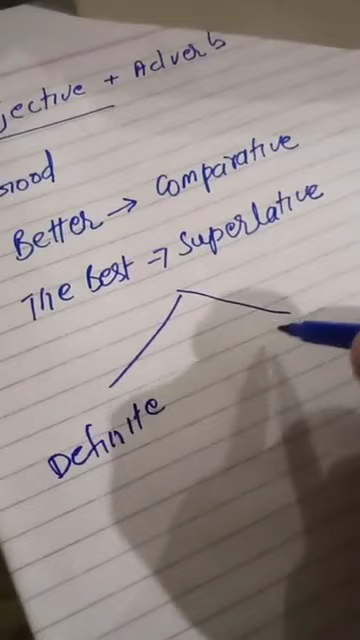 jective + Adverb
Good
Better → Comparative
The Best → Superlative
Definite